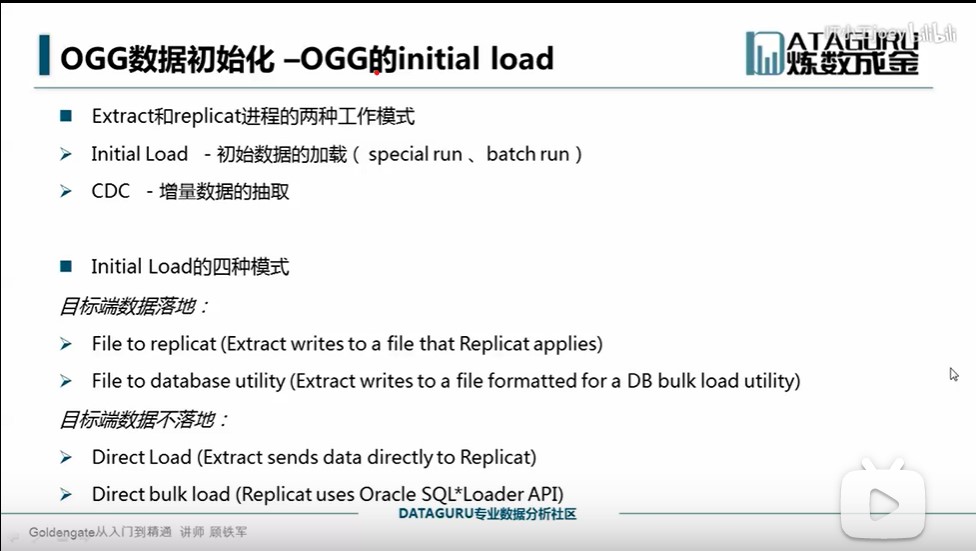 OGG数据初始化 –OGG的initial load
ATAGURU
炼数成金
Extract和replicat进程的两种工作模式
Initial Load - 初始数据的加载（ special run 、batch run ）
CDC - 增量数据的抽取
Initial Load的四种模式
目标端数据落地：
File to replicat (Extract writes to a file that Replicat applies)
File to database utility (Extract writes to a file formatted for a DB bulk load utility)
目标端数据不落地：
Direct Load (Extract sends data directly to Replicat)
Direct bulk load (Replicat uses Oracle SQL*Loader API)
DATAGURU专业数据分析社区
Goldengate从入门到精通 讲师 顾铁军